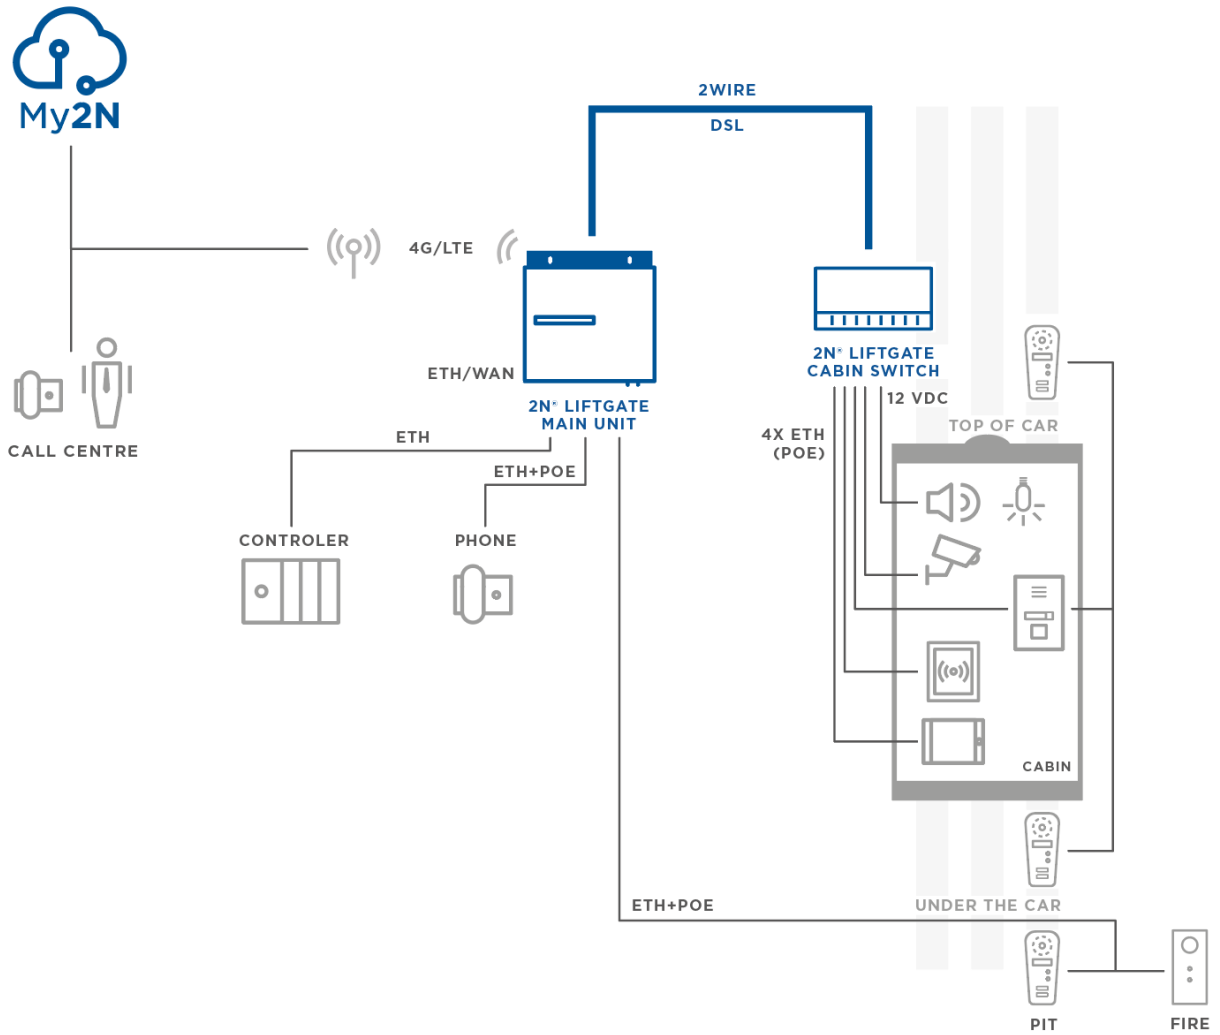 My2N
2WIRE
DSL
4G/LTE
ETH/WAN
2N® LIFTGATE
MAIN UNIT
2N® LIFTGATE
CABIN SWITCH
12 VDC
4X ETH
(POE)
TOP OF CAR
CALL CENTRE
ETH
ETH+POE
CONTROLER
PHONE
CABIN
ETH+POE
UNDER THE CAR
PIT
FIRE